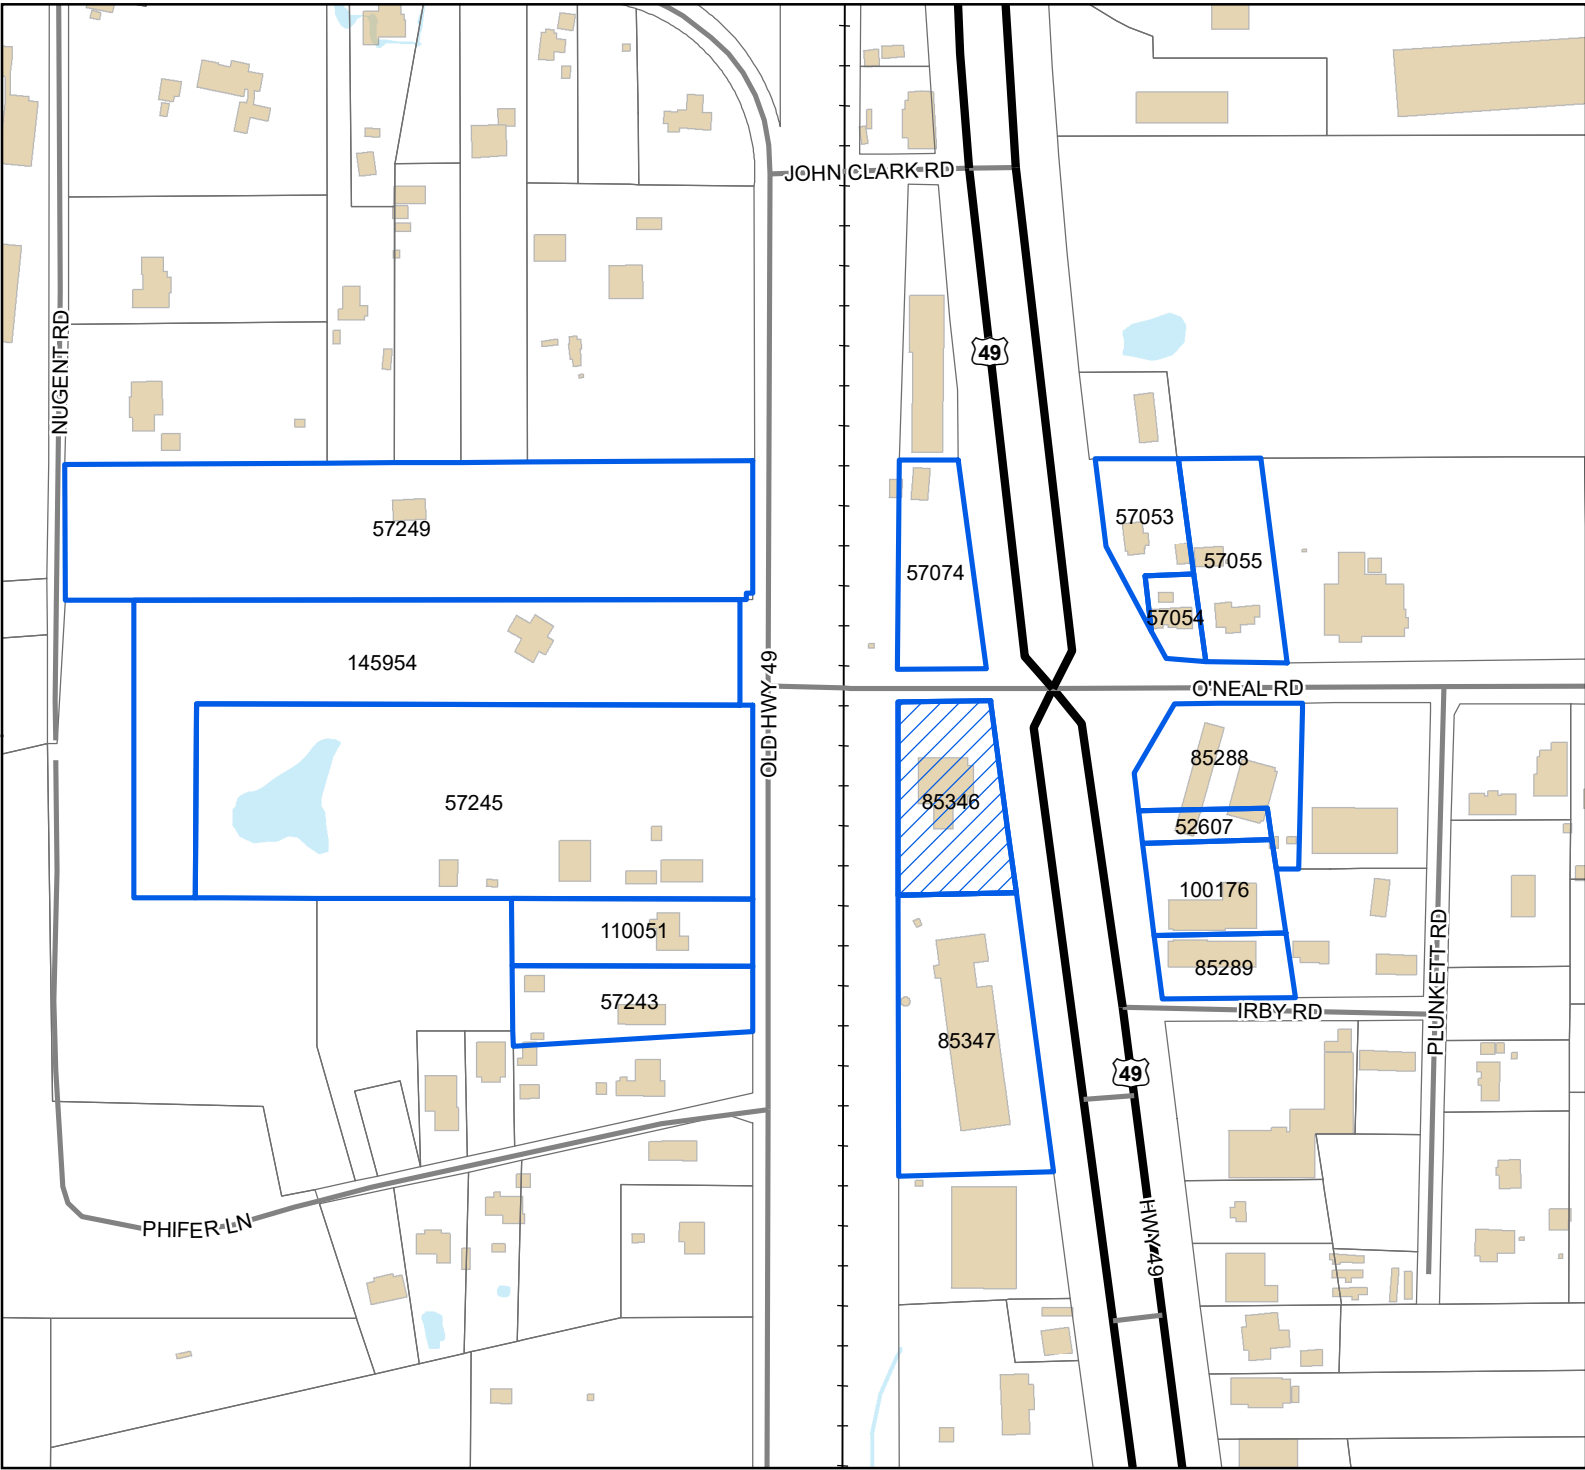 JOHN CLARK RD
NUGENT RD
49
57249
57074
57053
57055
57054
145954
OLD HWY 49
O'NEAL RD
57245
85346
85288
52607
100176
85289
110051
57243
85347
IRBY RD
PLUNKETT RD
49
PHIFER LN
HWY 49